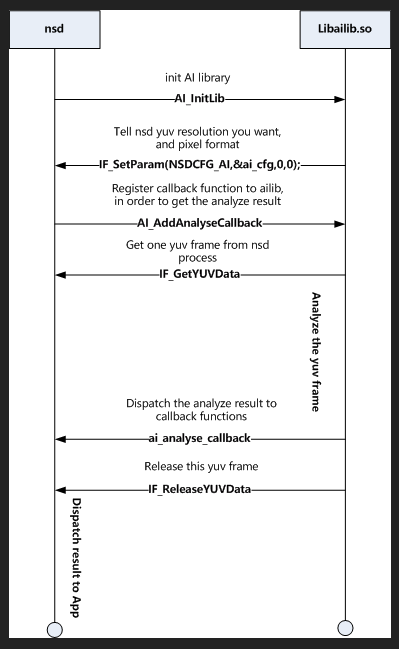 nsd
Libailib.so
init AI library
AI_InitLib
Tell nsd yuv resolution you want,
and pixel format
IF_SetParam(NSDCFG_AI,&ai_cfg,0,0);
Register callback function to ailib,
in order to get the analyze result
AI_AddAnalyseCallback
Get one yuv frame from nsd
process
IF_GetYUVData
Analyze the yuv frame
Dispatch the analyze result to
callback functions
ai_analyse_callback
Release this yuv frame
IF_ReleaseYUVData
Dispatch result to App